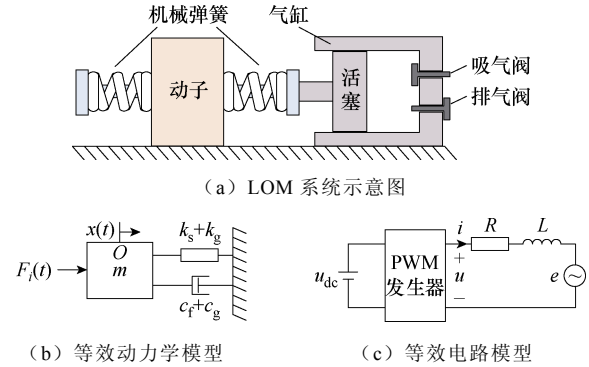 机械弹簧
气缸
动子
活塞
吸气阀
排气阀
（a）LOM 系统示意图
x(t)
O
m
F_i(t)
k_s+k_g
c_f+c_g
i
R
L
u_dc
PWM
发生器
+
u
−
e
（b）等效动力学模型
（c）等效电路模型